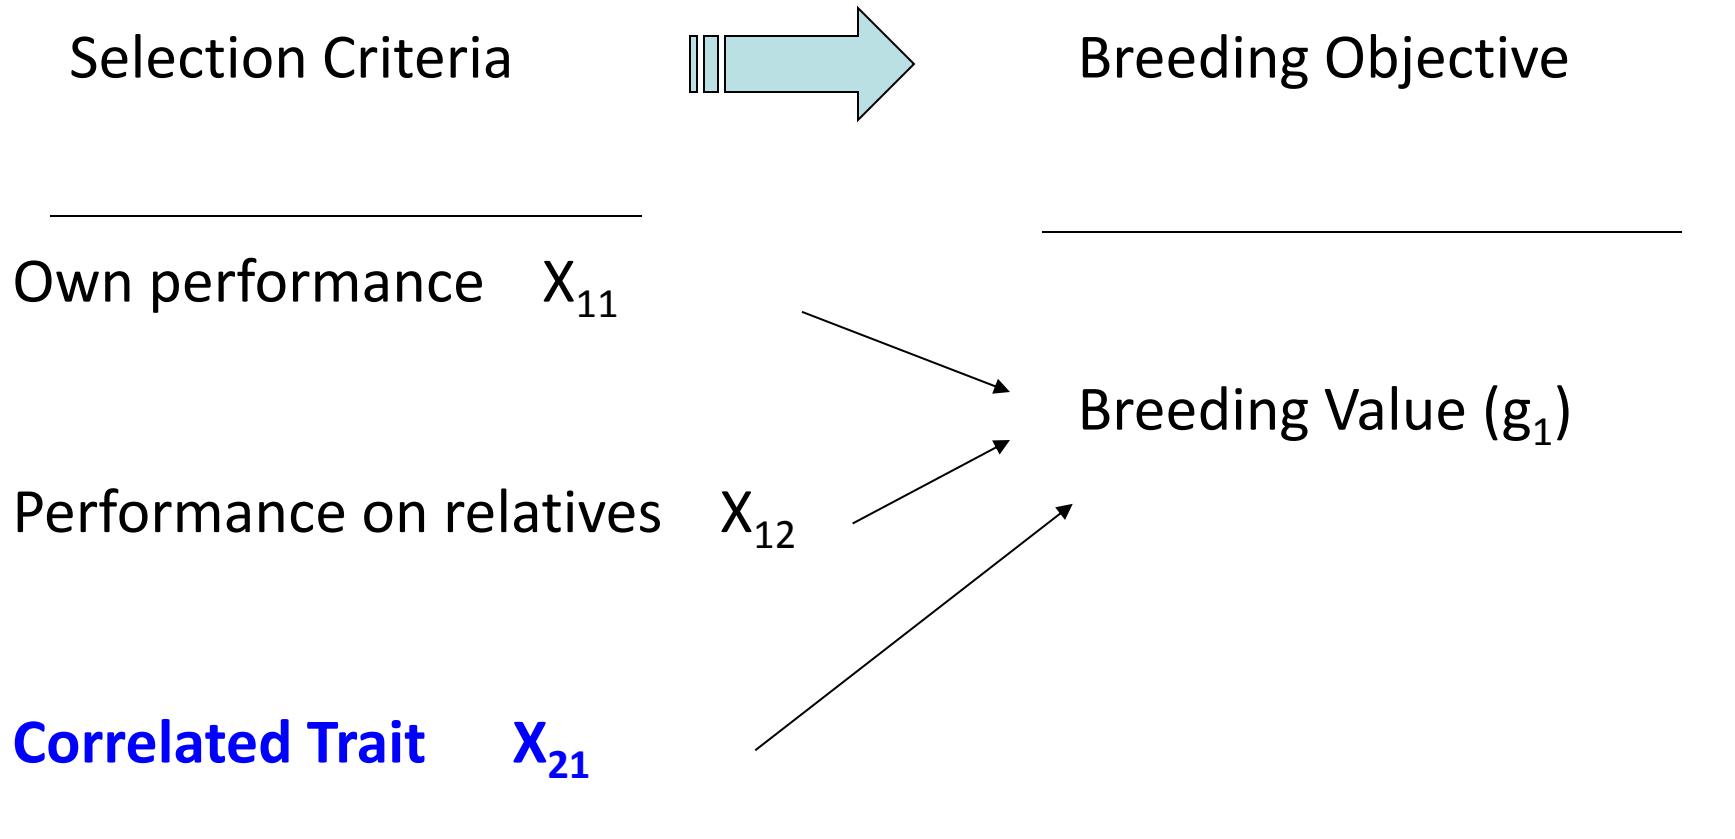 Selection Criteria
Breeding Objective
Own performance X₁₁
Breeding Value (g₁)
Performance on relatives X₁₂
Correlated Trait X₂₁